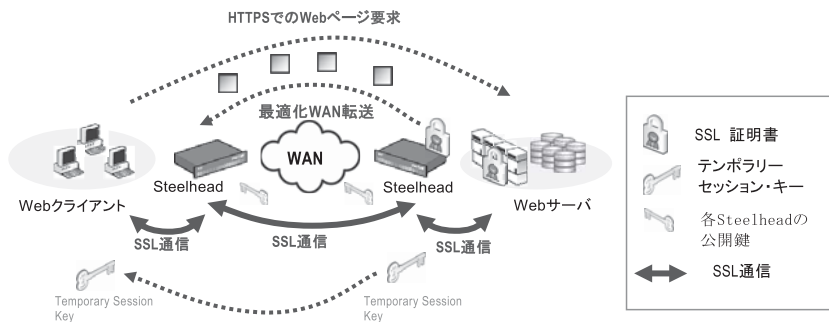 HTTPSでのWebページ要求
最適化WAN転送
WAN
Steelhead
Steelhead
Webクライアント
Webサーバ
SSL通信
SSL通信
SSL通信
Temporary Session
Key
Temporary Session
Key
SSL 証明書
テンポラリー
セッション・キー
各Steelheadの
公開鍵
SSL通信